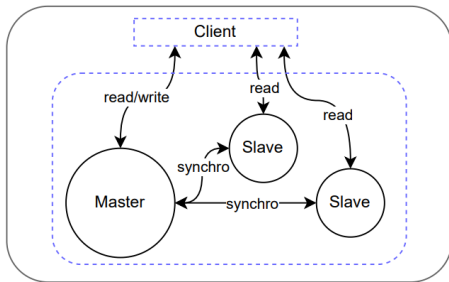 Client
read/write
read
read
Slave
synchro
Master
synchro
Slave